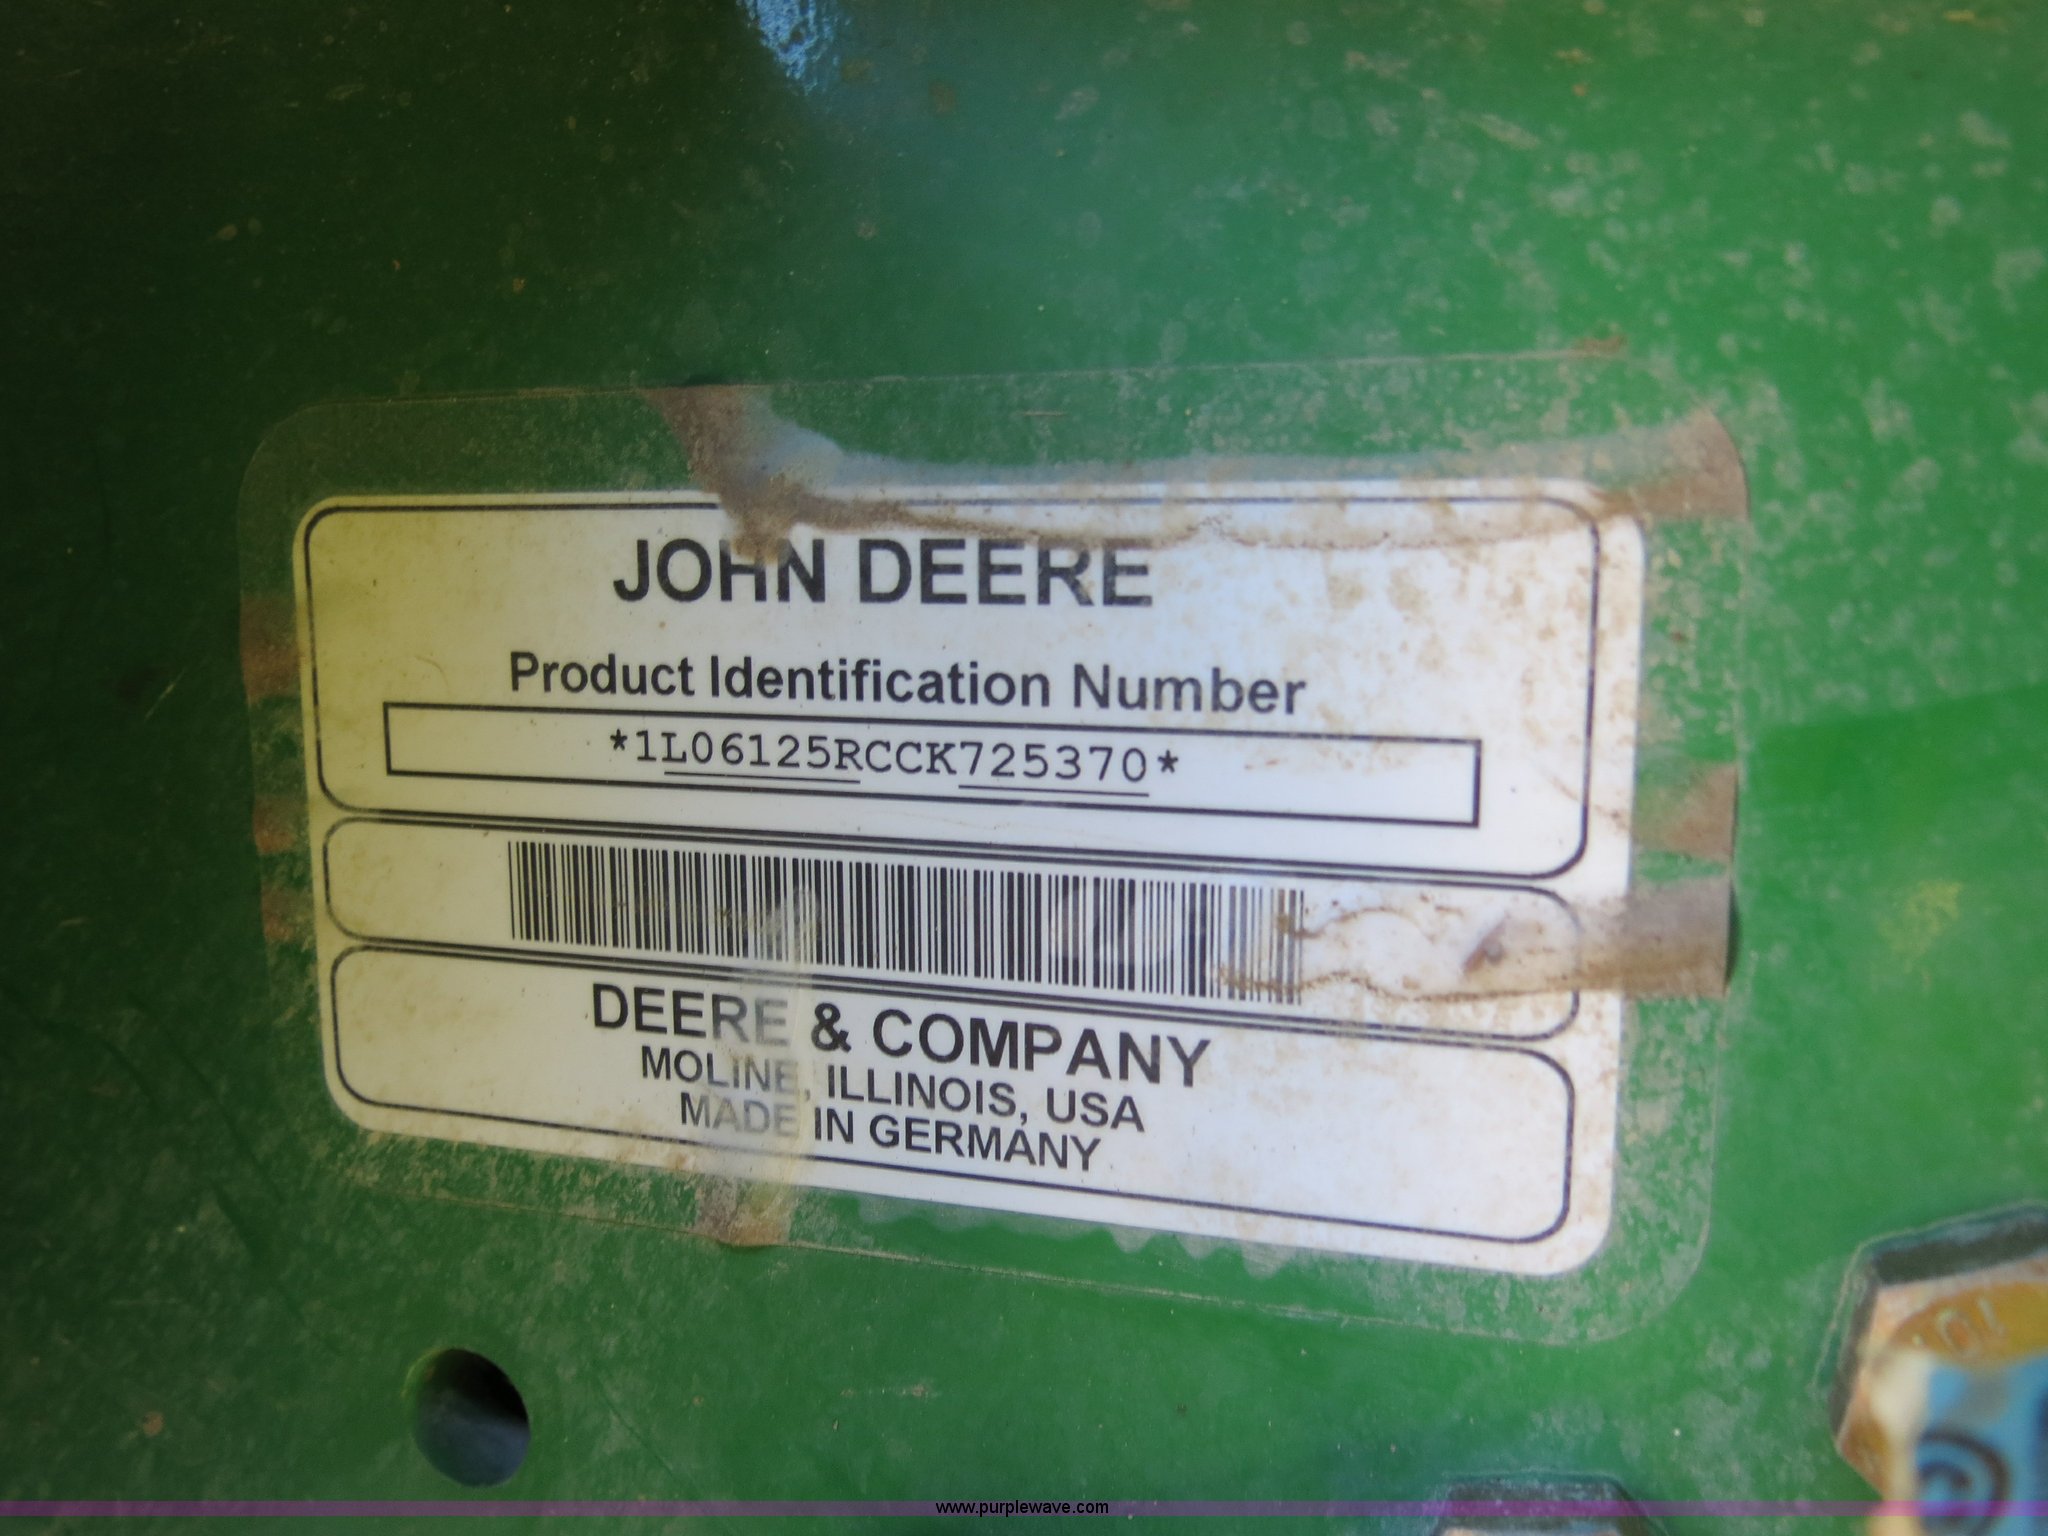 JOHN DEERE
Product Identification Number
*1L06125RCCK725370*
DEERE & COMPANY
MOLINE, ILLINOIS, USA
MADE IN GERMANY
www.purplewave.com